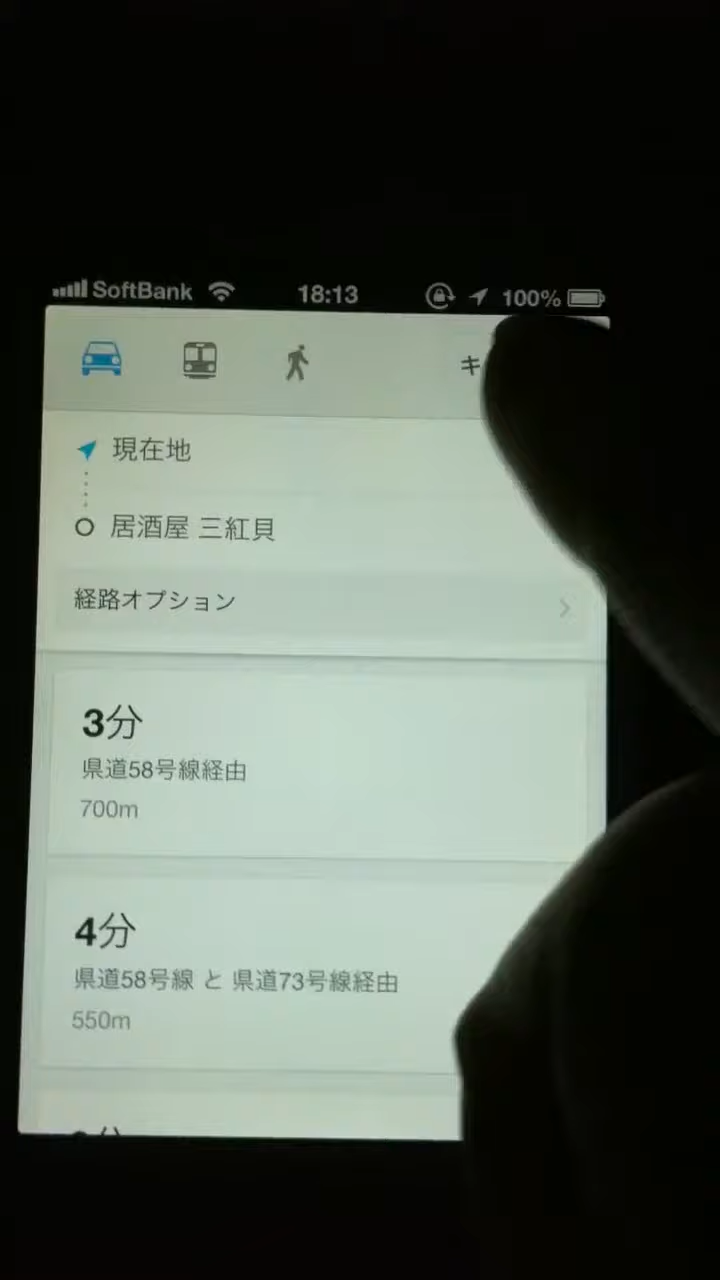 SoftBank 18:13 100%
キ
現在地
居酒屋 三紅貝
経路オプション
3分
県道58号線経由
700m
4分
県道58号線 と 県道73号線経由
550m